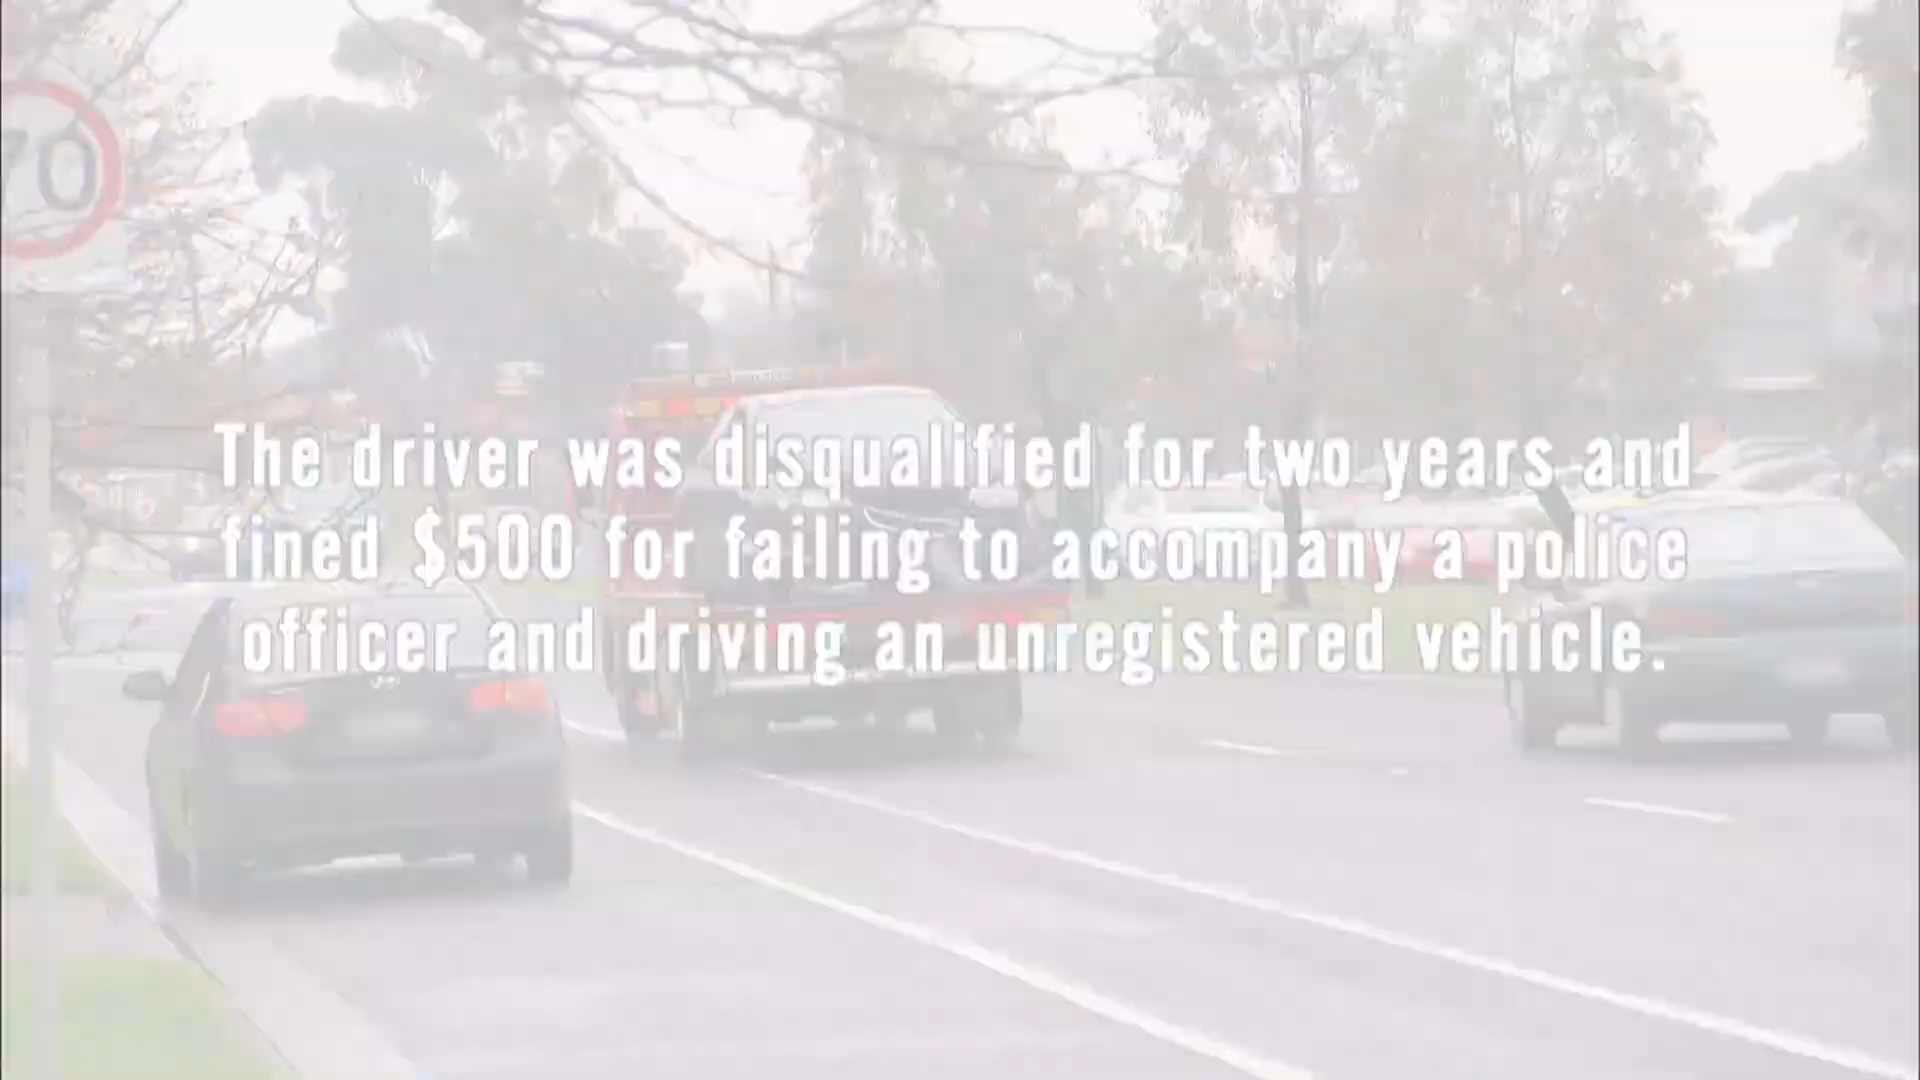 70
The driver was disqualified for two years and
fined $500 for failing to accompany a police
officer and driving an unregistered vehicle.